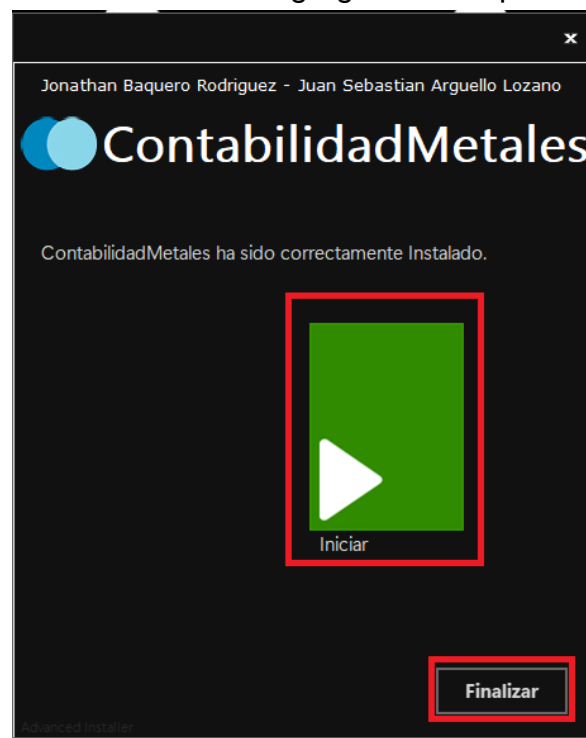 x
Jonathan Baquero Rodriguez - Juan Sebastian Arguello Lozano
ContabilidadMetales
ContabilidadMetales ha sido correctamente Instalado.
Iniciar
Finalizar
Advanced Installer